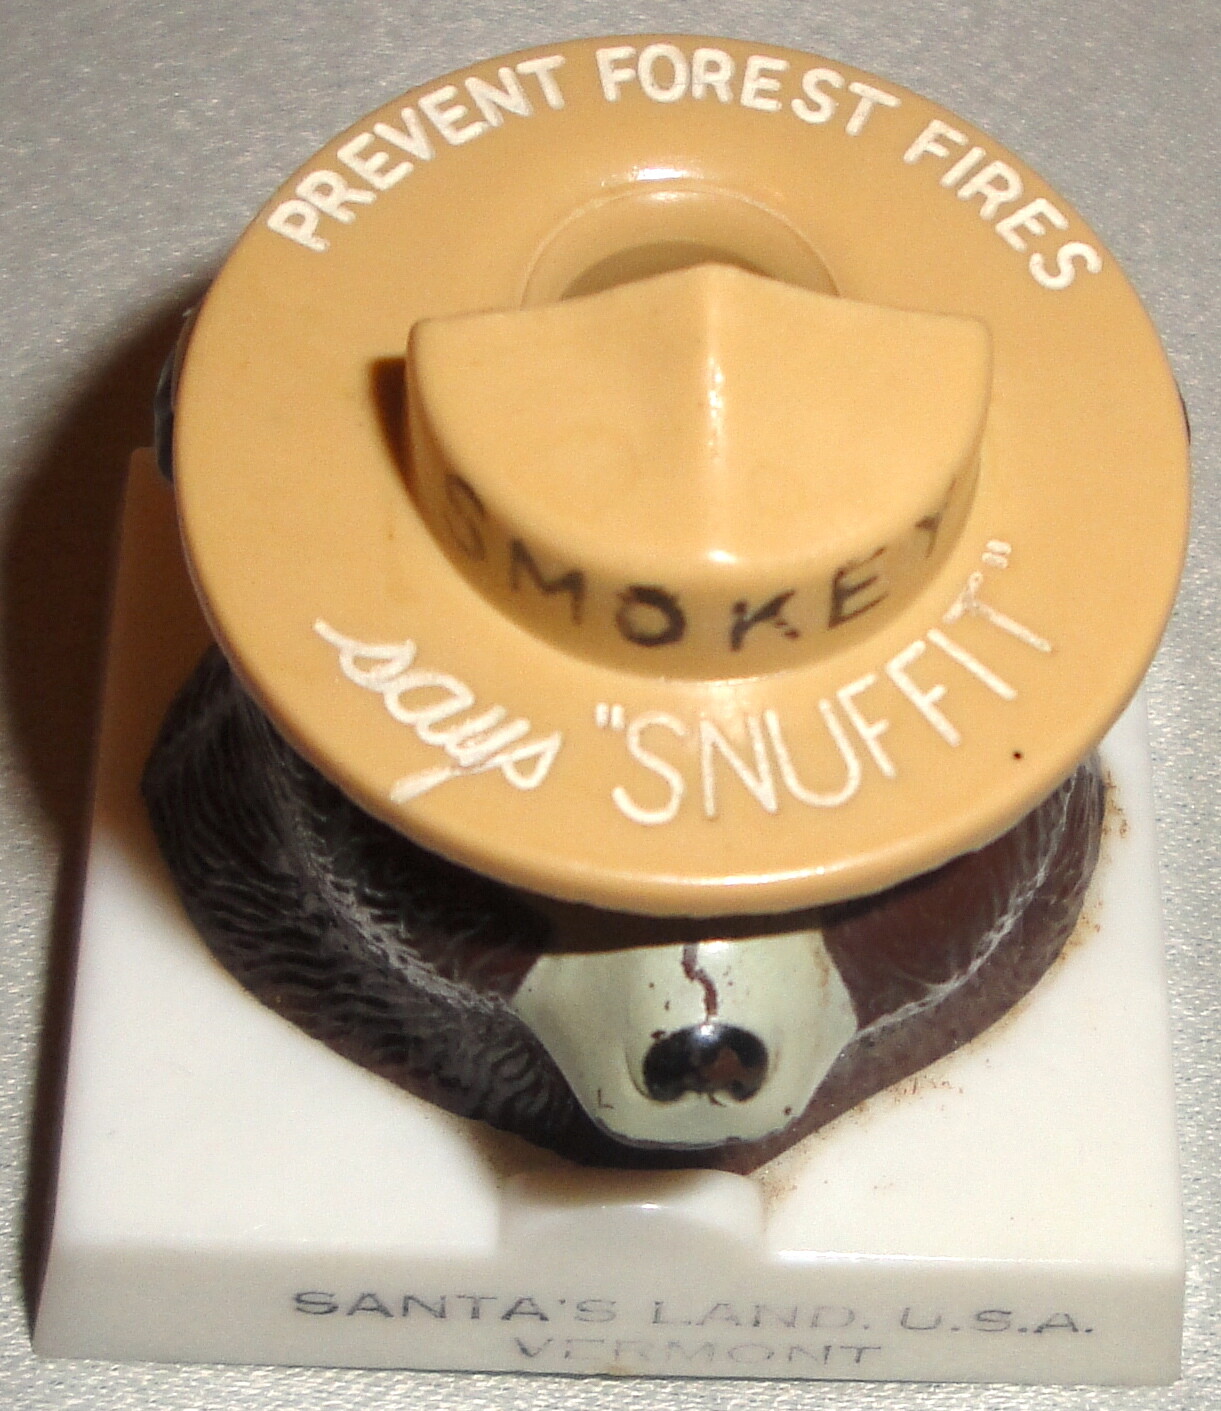 PREVENT FOREST FIRES
SMOKEY
says "SNUFFIT"
SANTA'S LAND. U.S.A.
VERMONT